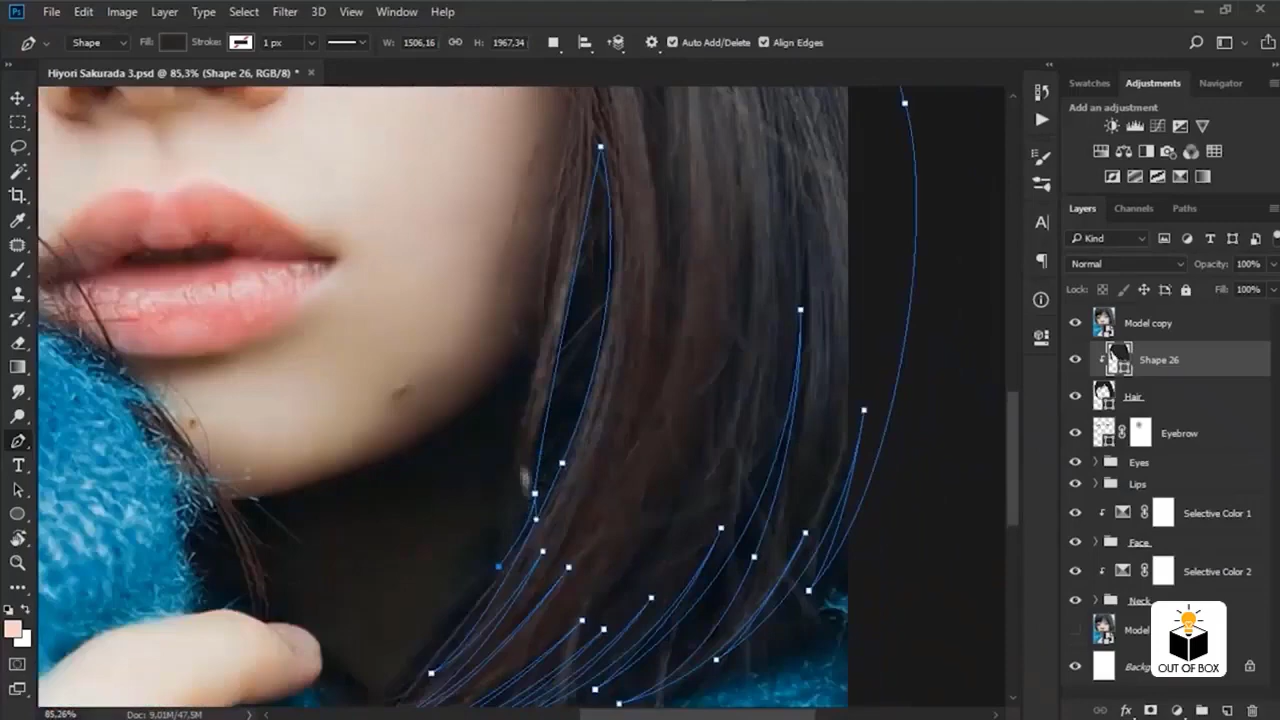 Ps File Edit Image Layer Type Select Filter 3D View Window Help
Shape Fill: Stroke: 1 px W: 1506,16 H: 1967,34 Auto Add/Delete Align Edges
Hiyori Sakurada 3.psd @ 85,3% (Shape 26, RGB/8) *
Swatches Adjustments Navigator
Add an adjustment
Layers Channels Paths
Kind
Normal Opacity: 100%
Lock: Fill: 100%
Model copy
Shape 26
Hair
Eyebrow
Eyes
Lips
Selective Color 1
Face
Selective Color 2
Neck
Model
OUT OF BOX
85,26% Doc: 9,01M/47,5M